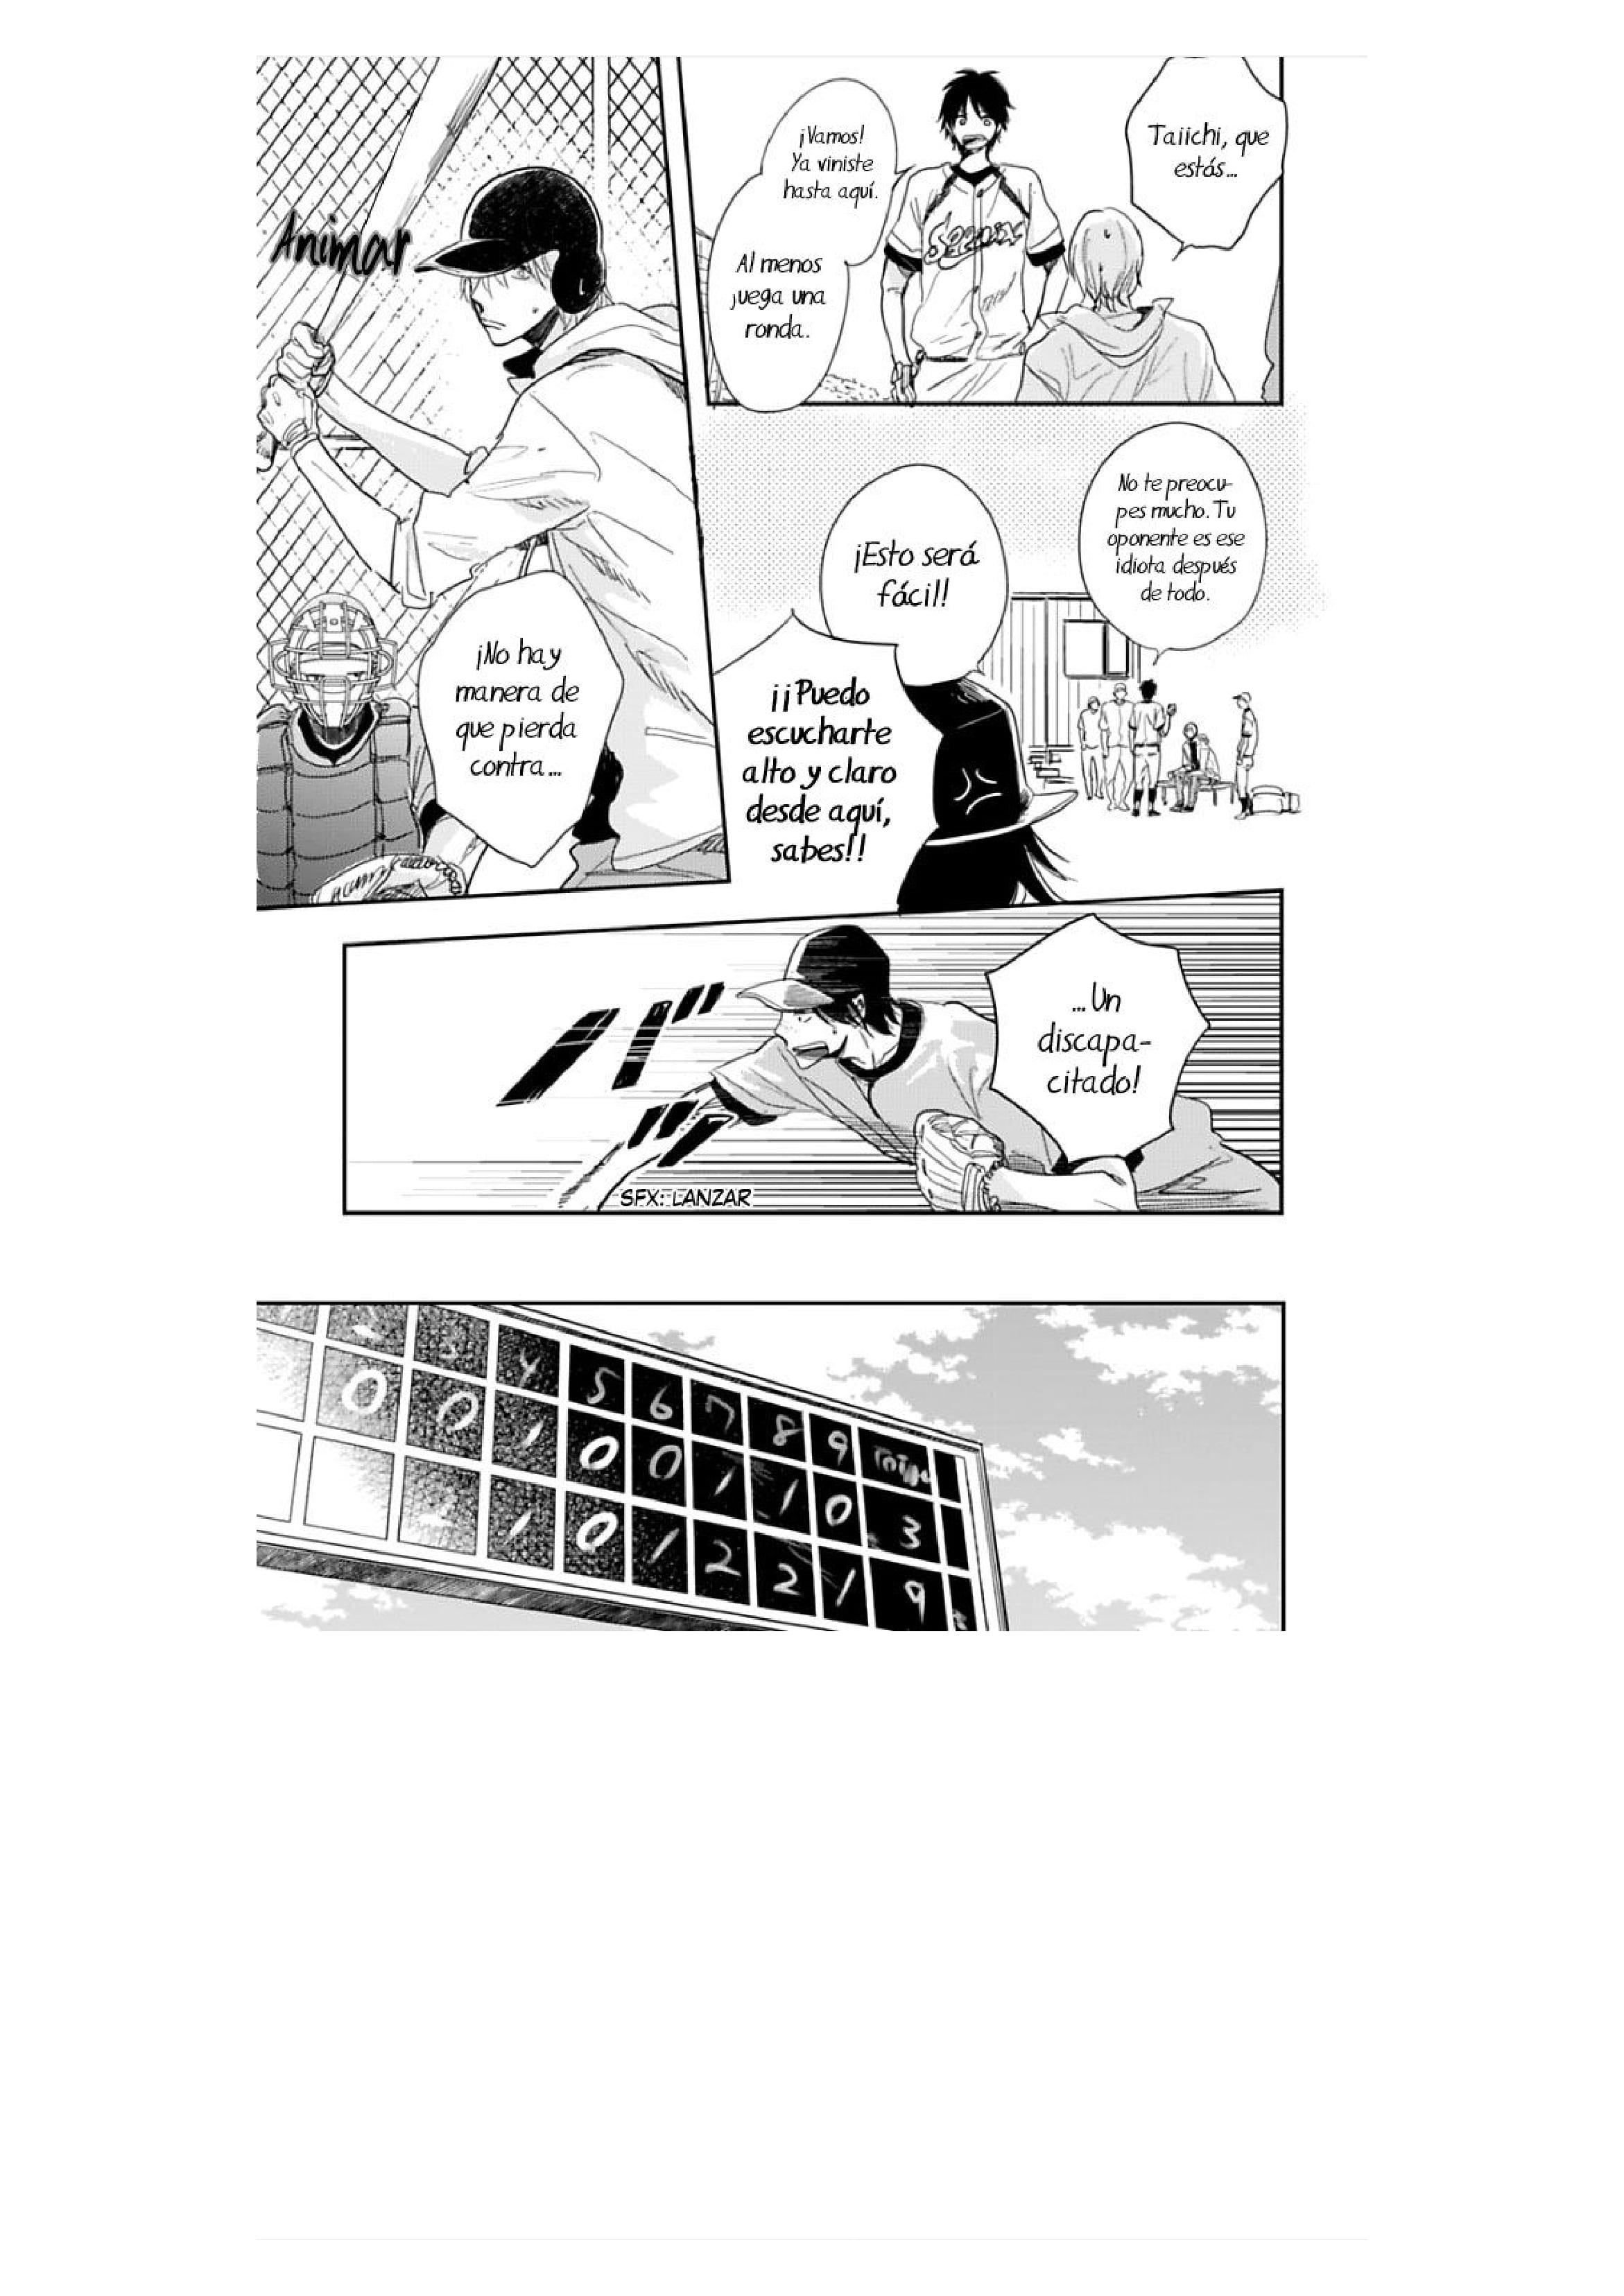 Taiichi, que
estás...
¡Vamos!
Ya viniste
hasta aquí.
Al menos
juega una
ronda.
No te preocu-
pes mucho. Tu
oponente es ese
idiota después
de todo.
¡Esto será
fácil!
¡¡Puedo
escucharte
alto y claro
desde aquí,
sabes!!
Animar
¡No hay
manera de
que pierda
contra...
...Un
discapa-
citado!
SFX: LANZAR
4 5 6 7 8 9
0 0 1 0 0 1 1 0 3
1 0 1 2 2 1 9